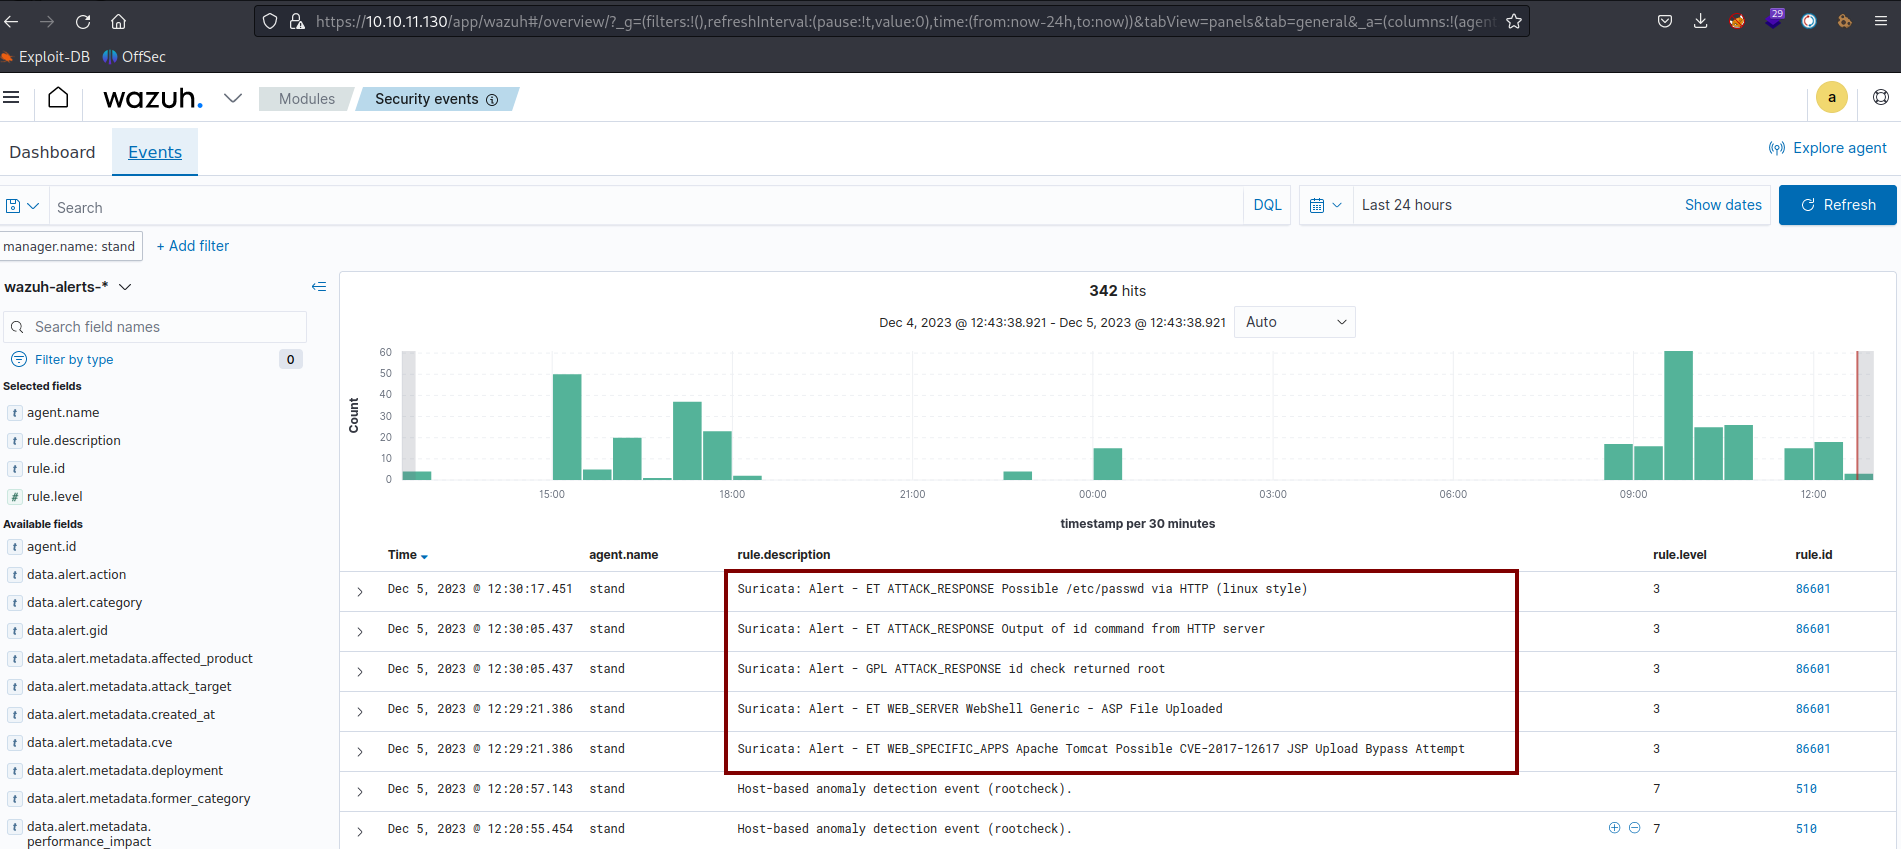 https://10.10.11.130/app/wazuh#/overview/?_g=(filters:!(),refreshInterval:(pause:!t,value:0),time:(from:now-24h,to:now))&tabView=panels&tab=general&_a=(columns:!(agent
29
Exploit-DB OffSec
wazuh. Modules Security events a
Dashboard Events Explore agent
Search DQL Last 24 hours Show dates Refresh
manager.name: stand + Add filter
wazuh-alerts-*
Search field names
Filter by type 0
Selected fields
t agent.name
t rule.description
t rule.id
# rule.level
Available fields
t agent.id
t data.alert.action
t data.alert.category
t data.alert.gid
t data.alert.metadata.affected_product
t data.alert.metadata.attack_target
t data.alert.metadata.created_at
t data.alert.metadata.cve
t data.alert.metadata.deployment
t data.alert.metadata.former_category
t data.alert.metadata.
performance_impact
342 hits
Dec 4, 2023 @ 12:43:38.921 - Dec 5, 2023 @ 12:43:38.921 Auto
Count
60
50
40
30
20
10
0
15:00 18:00 21:00 00:00 03:00 06:00 09:00 12:00
timestamp per 30 minutes
Time agent.name rule.description rule.level rule.id
Dec 5, 2023 @ 12:30:17.451 stand Suricata: Alert - ET ATTACK_RESPONSE Possible /etc/passwd via HTTP (linux style) 3 86601
Dec 5, 2023 @ 12:30:05.437 stand Suricata: Alert - ET ATTACK_RESPONSE Output of id command from HTTP server 3 86601
Dec 5, 2023 @ 12:30:05.437 stand Suricata: Alert - GPL ATTACK_RESPONSE id check returned root 3 86601
Dec 5, 2023 @ 12:29:21.386 stand Suricata: Alert - ET WEB_SERVER WebShell Generic - ASP File Uploaded 3 86601
Dec 5, 2023 @ 12:29:21.386 stand Suricata: Alert - ET WEB_SPECIFIC_APPS Apache Tomcat Possible CVE-2017-12617 JSP Upload Bypass Attempt 3 86601
Dec 5, 2023 @ 12:20:57.143 stand Host-based anomaly detection event (rootcheck). 7 510
Dec 5, 2023 @ 12:20:55.454 stand Host-based anomaly detection event (rootcheck). 7 510